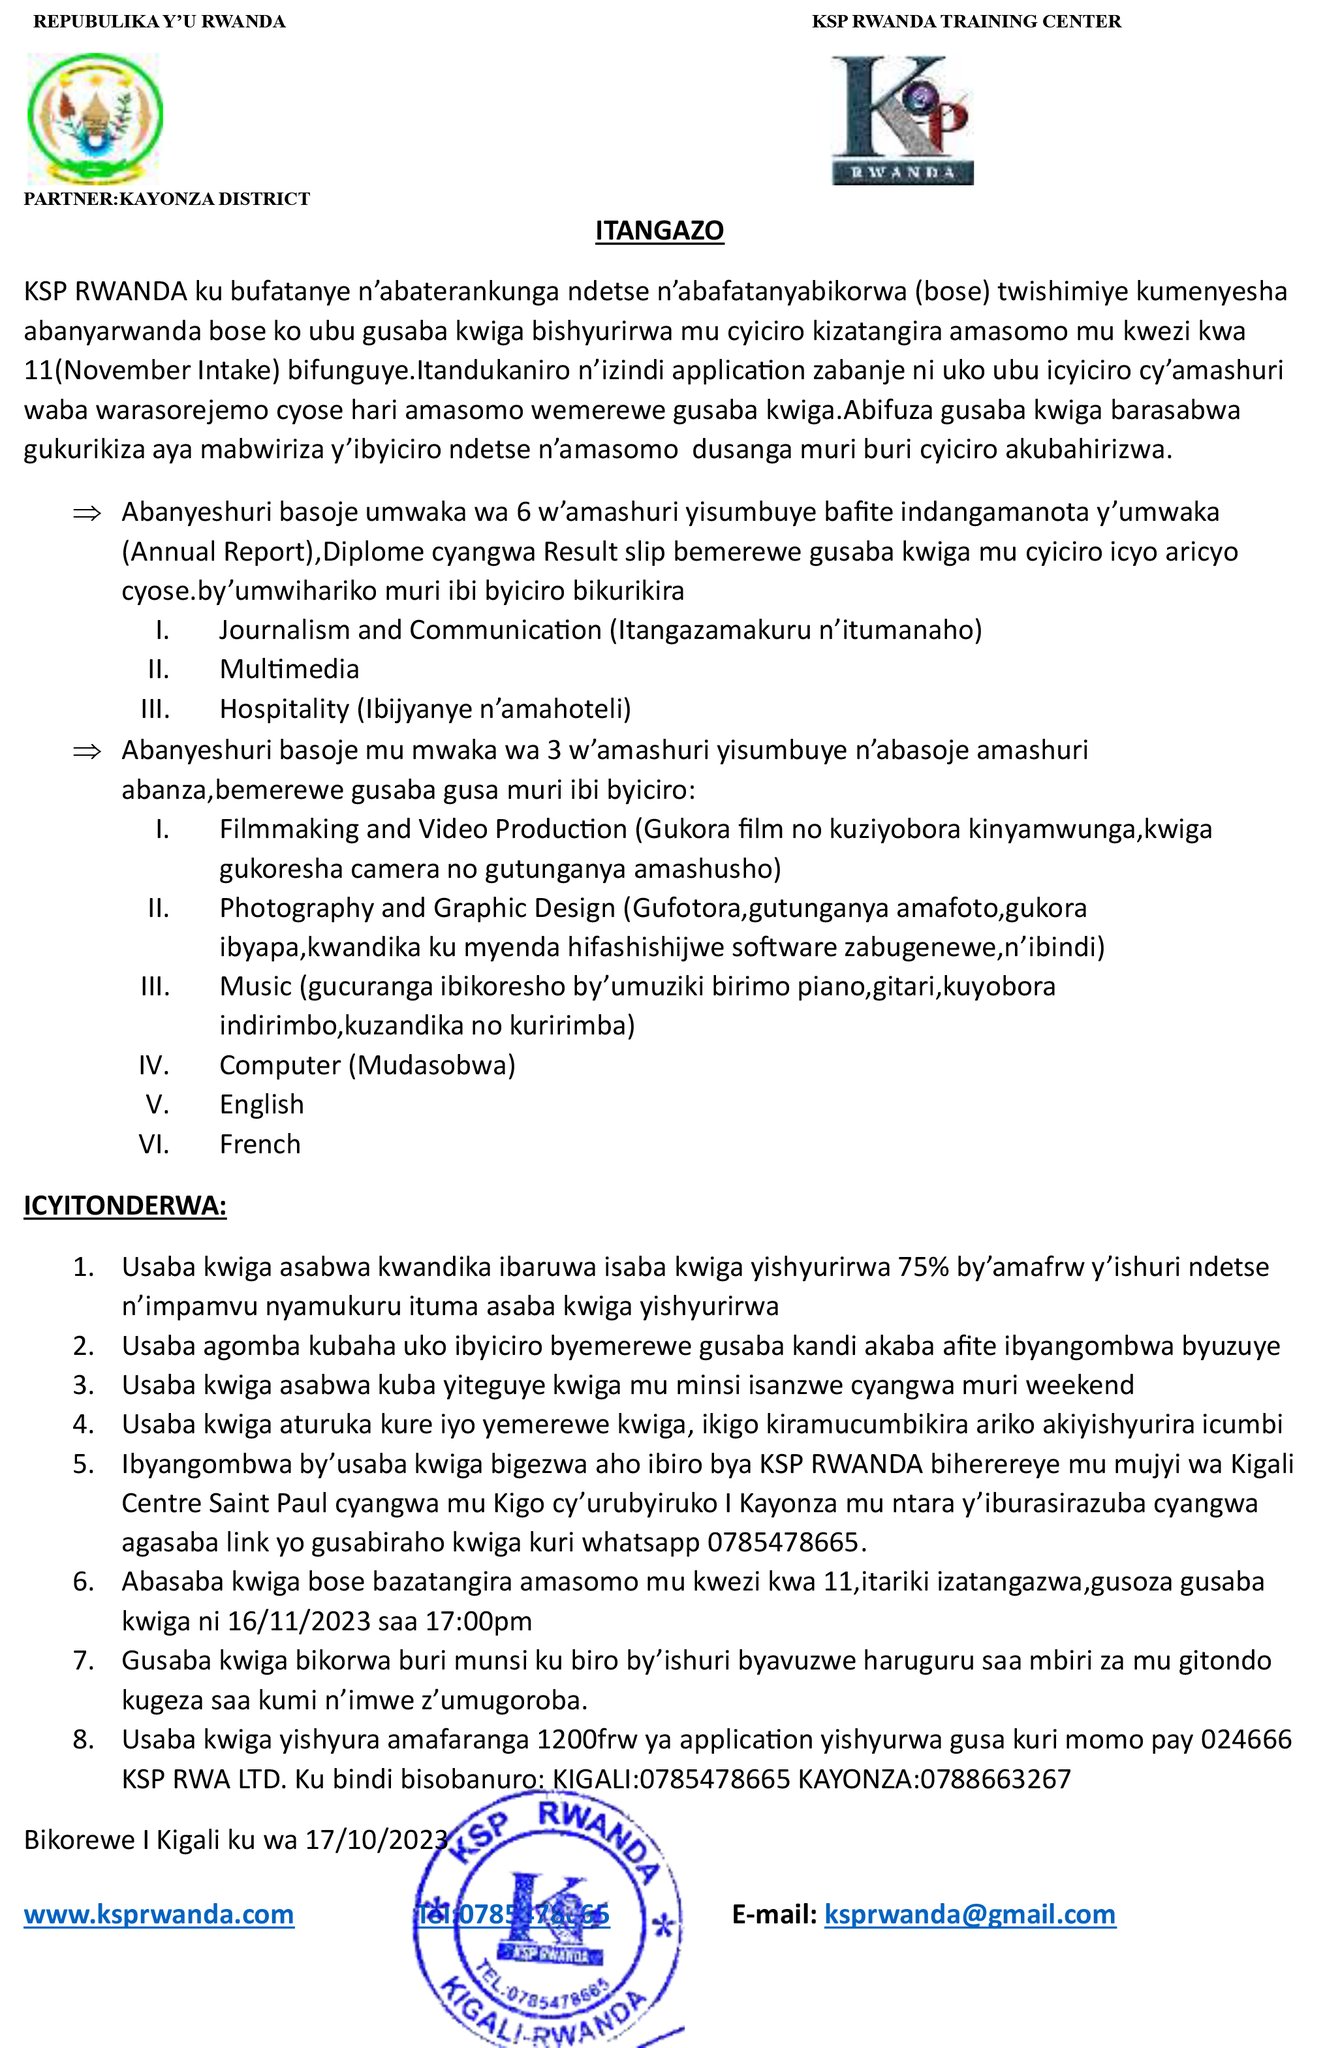 REPUBULIKA Y’U RWANDA
KSP RWANDA TRAINING CENTER
KSP
RWANDA
PARTNER:KAYONZA DISTRICT
ITANGAZO
KSP RWANDA ku bufatanye n’abaterankunga ndetse n’abafatanyabikorwa (bose) twishimiye kumenyesha
abanyarwanda bose ko ubu gusaba kwiga bishyurirwa mu cyiciro kizatangira amasomo mu kwezi kwa
11(November Intake) bifunguye.Itandukaniro n’izindi application zabanje ni uko ubu icyiciro cy’amashuri
waba warasorejemo cyose hari amasomo wemerewe gusaba kwiga.Abifuza gusaba kwiga barasabwa
gukurikiza aya mabwiriza y’ibyiciro ndetse n’amasomo dusanga muri buri cyiciro akubahirizwa.
⇒ Abanyeshuri basoje umwaka wa 6 w’amashuri yisumbuye bafite indangamanota y’umwaka
(Annual Report),Diplome cyangwa Result slip bemerewe gusaba kwiga mu cyiciro icyo aricyo
cyose.by’umwihariko muri ibi byiciro bikurikira
I. Journalism and Communication (Itangazamakuru n’itumanaho)
II. Multimedia
III. Hospitality (Ibijyanye n’amahoteli)
⇒ Abanyeshuri basoje mu mwaka wa 3 w’amashuri yisumbuye n’abasoje amashuri
abanza,bemerewe gusaba gusa muri ibi byiciro:
I. Filmmaking and Video Production (Gukora film no kuziyobora kinyamwunga,kwiga
gukoresha camera no gutunganya amashusho)
II. Photography and Graphic Design (Gufotora,gutunganya amafoto,gukora
ibyapa,kwandika ku myenda hifashishijwe software zabugenewe,n’ibindi)
III. Music (gucuranga ibikoresho by’umuziki birimo piano,gitari,kuyobora
indirimbo,kuzandika no kuririmba)
IV. Computer (Mudasobwa)
V. English
VI. French
ICYITONDERWA:
1. Usaba kwiga asabwa kwandika ibaruwa isaba kwiga yishyurirwa 75% by’amafrw y’ishuri ndetse
n’impamvu nyamukuru ituma asaba kwiga yishyurirwa
2. Usaba agomba kubaha uko ibyiciro byemerewe gusaba kandi akaba afite ibyangombwa byuzuye
3. Usaba kwiga asabwa kuba yiteguye kwiga mu minsi isanzwe cyangwa muri weekend
4. Usaba kwiga aturuka kure iyo yemerewe kwiga, ikigo kiramucumbikira ariko akiyishyurira icumbi
5. Ibyangombwa by’usaba kwiga bigezwa aho ibiro bya KSP RWANDA biherereye mu mujyi wa Kigali
Centre Saint Paul cyangwa mu Kigo cy’urubyiruko I Kayonza mu ntara y’iburasirazuba cyangwa
agasaba link yo gusabiraho kwiga kuri whatsapp 0785478665.
6. Abasaba kwiga bose bazatangira amasomo mu kwezi kwa 11,itariki izatangazwa,gusoza gusaba
kwiga ni 16/11/2023 saa 17:00pm
7. Gusaba kwiga bikorwa buri munsi ku biro by’ishuri byavuzwe haruguru saa mbiri za mu gitondo
kugeza saa kumi n’imwe z’umugoroba.
8. Usaba kwiga yishyura amafaranga 1200frw ya application yishyurwa gusa kuri momo pay 024666
KSP RWA LTD. Ku bindi bisobanuro: KIGALI:0785478665 KAYONZA:0788663267
Bikorewe I Kigali ku wa 17/10/2023
www.ksprwanda.com Tel:0785478665 E-mail: ksprwanda@gmail.com
KSP RWANDA
KSP RWANDA
TEL:0785478665
KIGALI-RWANDA